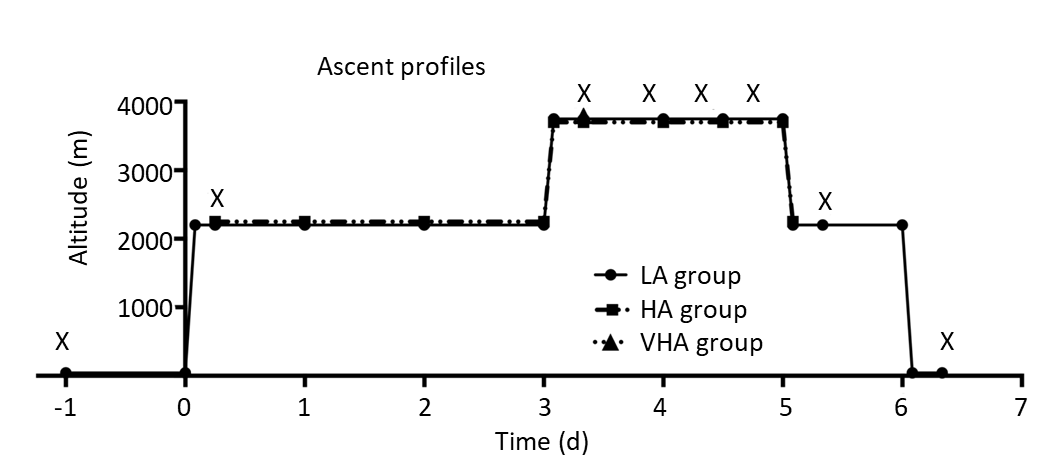 Ascent profiles
X X X X
4000
3000
X X
2000
1000
X X
Altitude (m)
LA group
HA group
VHA group
-1 0 1 2 3 4 5 6 7
Time (d)